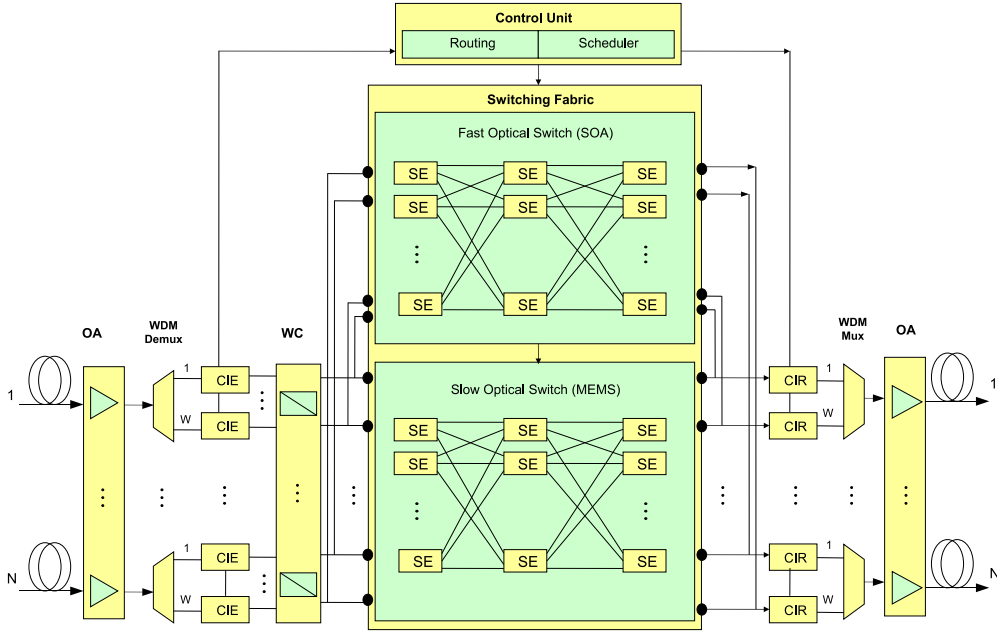 Control Unit
Routing
Scheduler
Switching Fabric
Fast Optical Switch (SOA)
SE SE SE
SE SE SE
SE SE SE
OA
WDM
Demux
WC
WDM
Mux
OA
Slow Optical Switch (MEMS)
1
1
CIE
CIR
1
1
W
CIE
CIR
W
SE SE SE
SE SE SE
SE SE SE
N
1
CIE
CIR
1
N
W
CIE
CIR
W